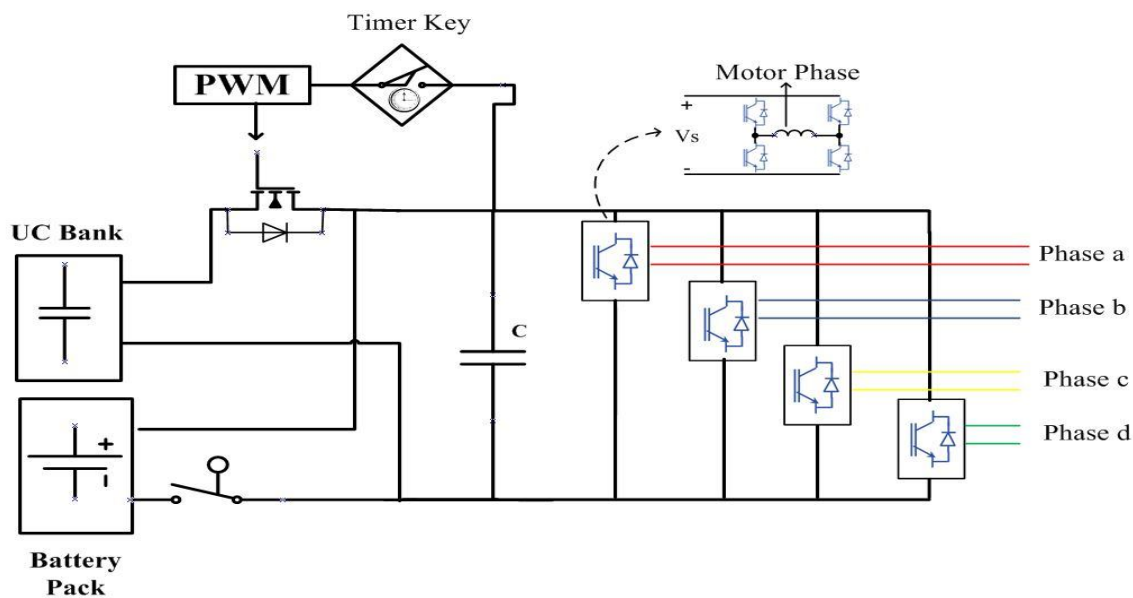 Timer Key
PWM
Motor Phase
+
Vs
-
UC Bank
Phase a
Phase b
C
Phase c
Phase d
+
-
Battery
Pack